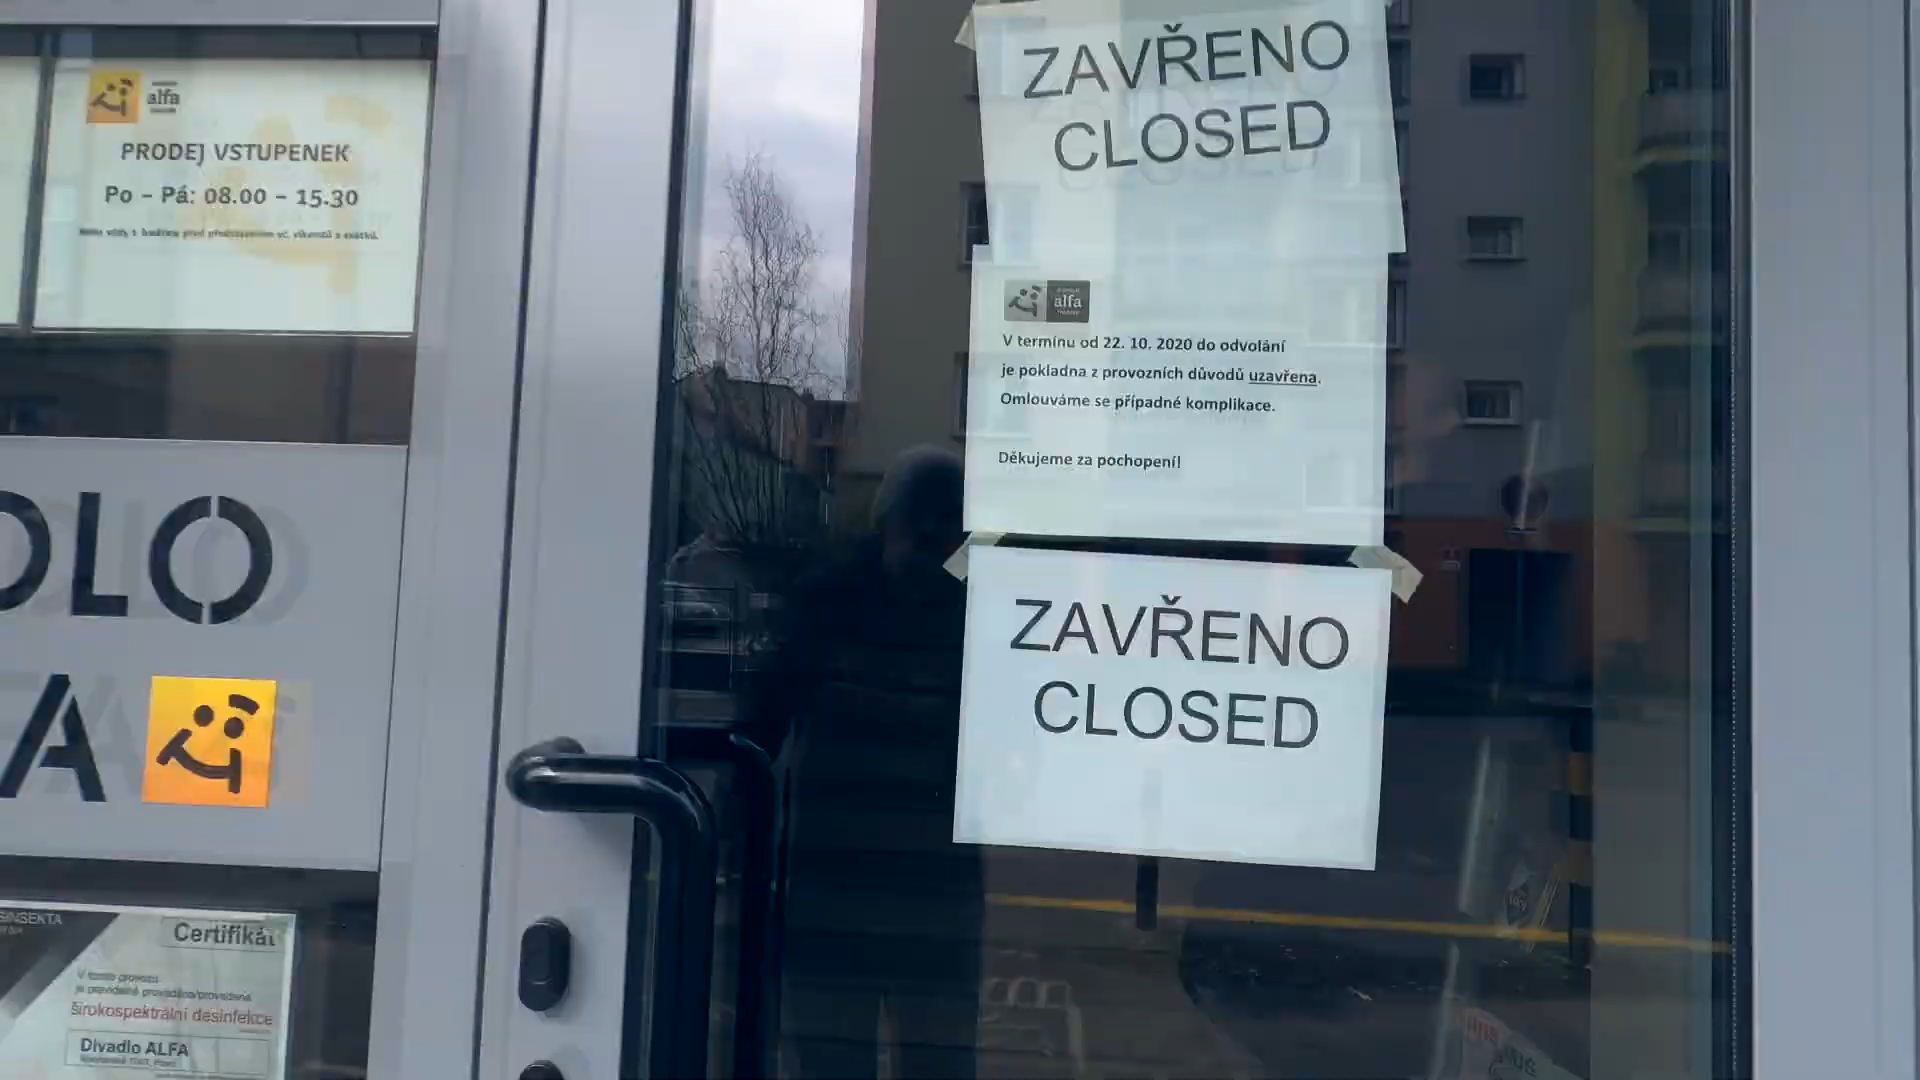 alfa
PRODEJ VSTUPENEK
Po – Pá: 08.00 – 15.30
DLO
A
SINSEKTA
Certifikát
V tomto provozu
je pravidelně prováděna/provedena
širokospektrální desinfekce
Divadlo ALFA
ZAVŘENO
CLOSED
alfa
V termínu od 22. 10. 2020 do odvolání
je pokladna z provozních důvodů uzavřena.
Omlouváme se případné komplikace.
Děkujeme za pochopení!
ZAVŘENO
CLOSED